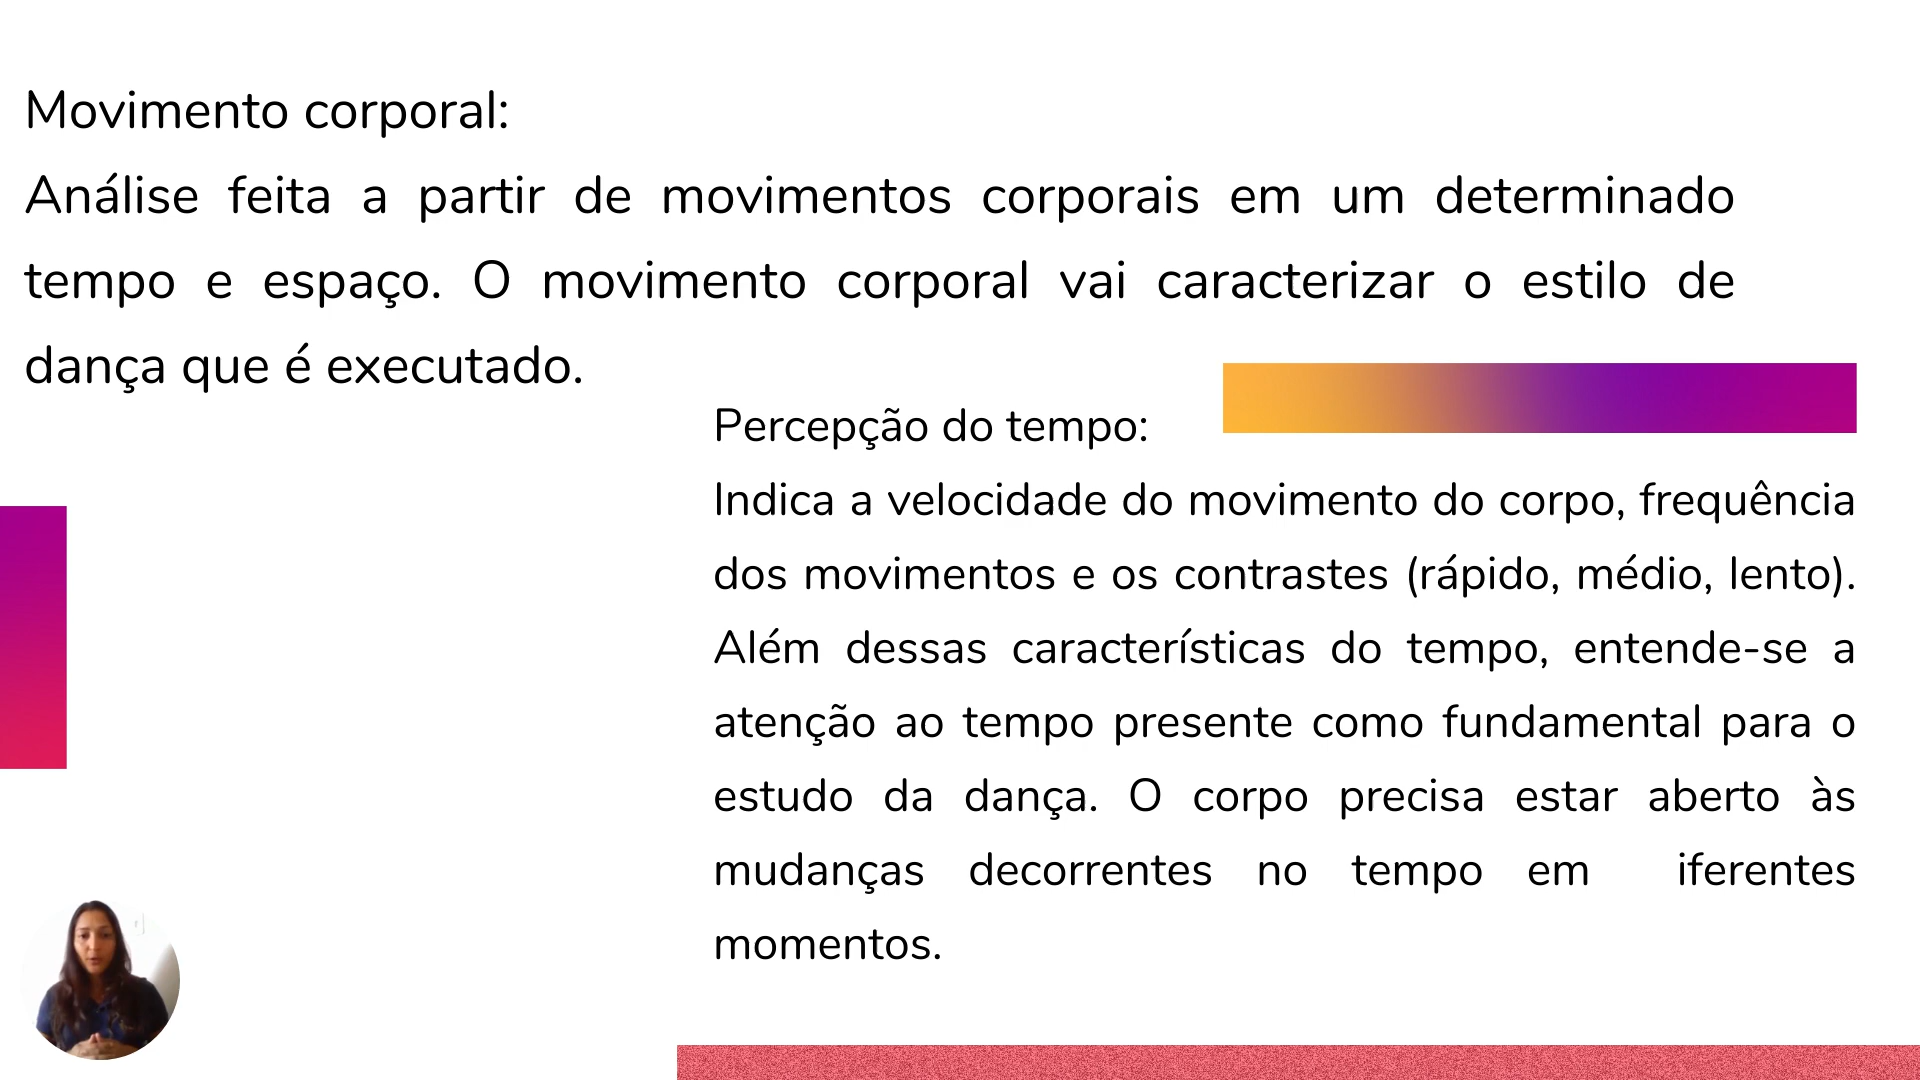 Movimento corporal:
Análise feita a partir de movimentos corporais em um determinado
tempo e espaço. O movimento corporal vai caracterizar o estilo de
dança que é executado.
Percepção do tempo:
Indica a velocidade do movimento do corpo, frequência
dos movimentos e os contrastes (rápido, médio, lento).
Além dessas características do tempo, entende-se a
atenção ao tempo presente como fundamental para o
estudo da dança. O corpo precisa estar aberto às
mudanças decorrentes no tempo em iferentes
momentos.